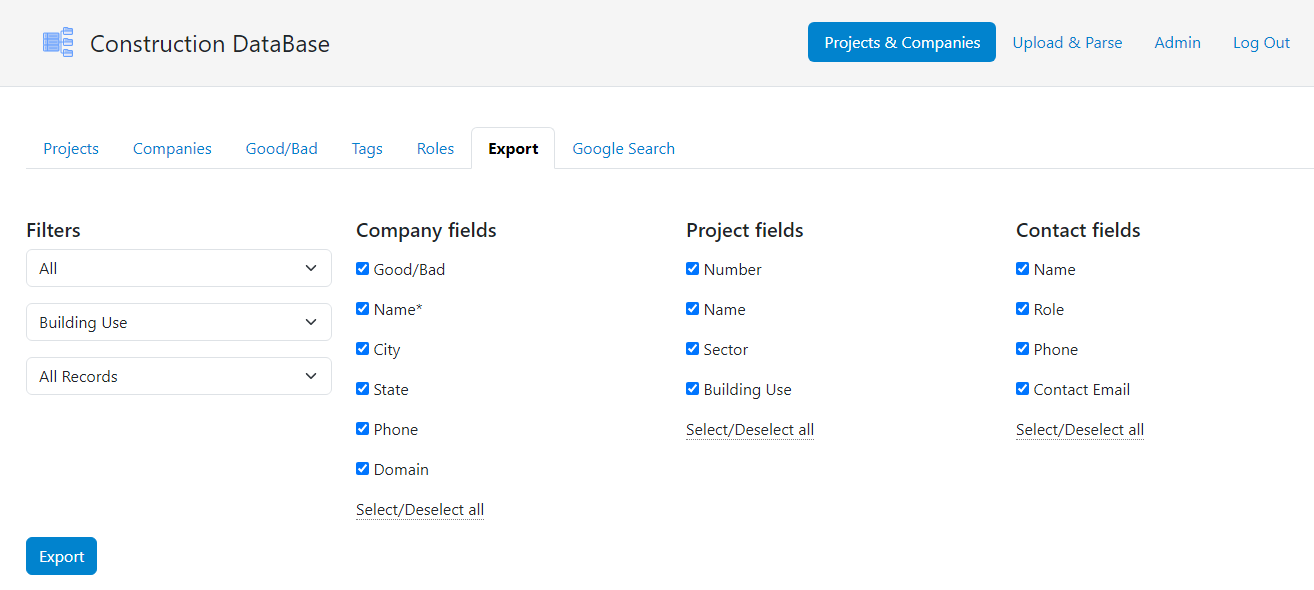 Construction DataBase
Projects & Companies
Upload & Parse
Admin
Log Out
Projects
Companies
Good/Bad
Tags
Roles
Export
Google Search
Filters
All
Building Use
All Records
Company fields
Good/Bad
Name*
City
State
Phone
Domain
Select/Deselect all
Project fields
Number
Name
Sector
Building Use
Select/Deselect all
Contact fields
Name
Role
Phone
Contact Email
Select/Deselect all
Export